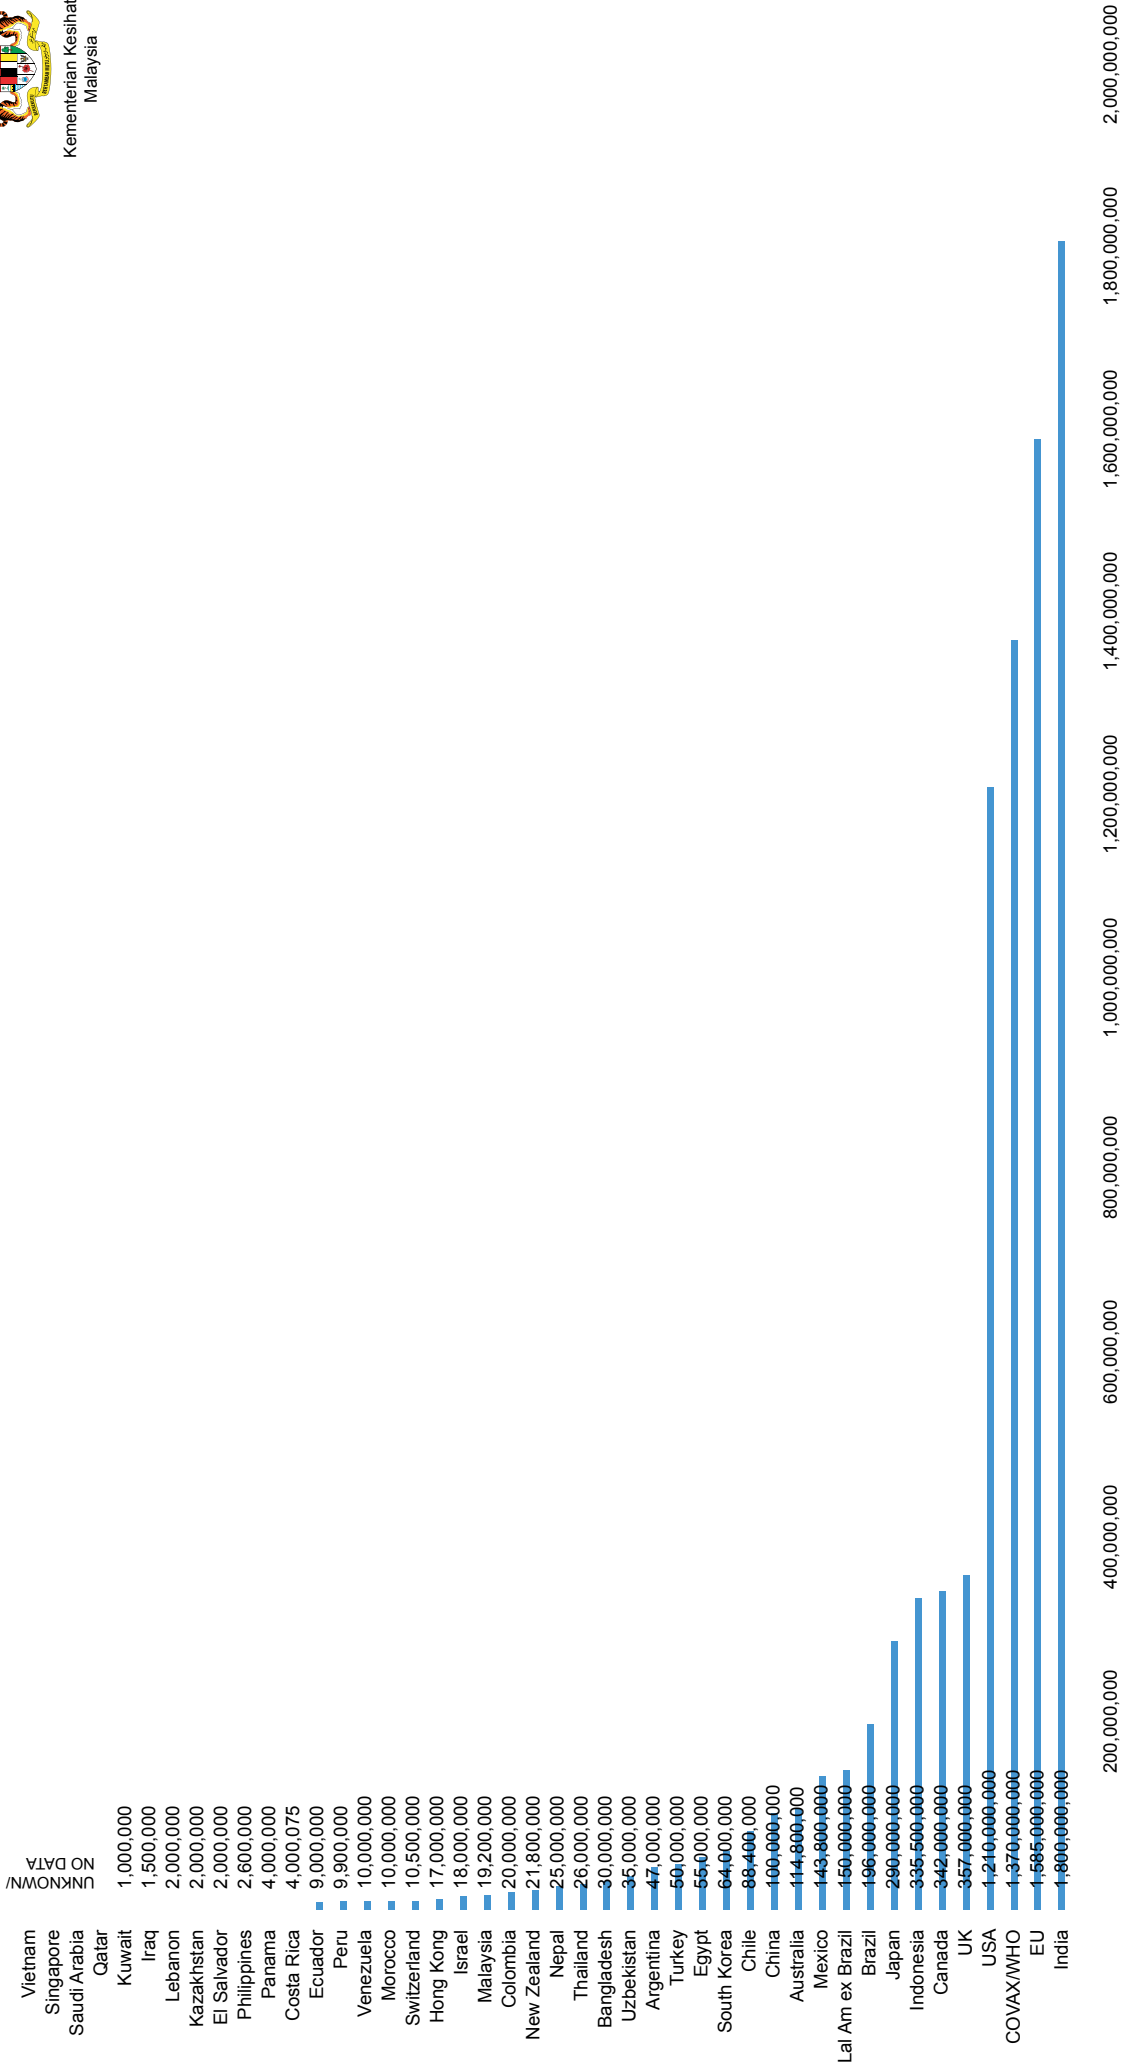 Kementerian Kesihat
Malaysia
UNKNOWN/
NO DATA
Vietnam
Singapore
Saudi Arabia
Qatar
Kuwait 1,000,000
Iraq 1,500,000
Lebanon 2,000,000
Kazakhstan 2,000,000
El Salvador 2,000,000
Philippines 2,600,000
Panama 4,000,000
Costa Rica 4,000,075
Ecuador 9,000,000
Peru 9,900,000
Venezuela 10,000,000
Morocco 10,000,000
Switzerland 10,500,000
Hong Kong 17,000,000
Israel 18,000,000
Malaysia 19,200,000
Colombia 20,000,000
New Zealand 21,800,000
Nepal 25,000,000
Thailand 26,000,000
Bangladesh 30,000,000
Uzbekistan 35,000,000
Argentina 47,000,000
Turkey 50,000,000
Egypt 55,000,000
South Korea 64,000,000
Chile 88,400,000
China 100,000,000
Australia 114,800,000
Mexico 143,800,000
Lal Am ex Brazil 150,000,000
Brazil 196,000,000
Japan 290,000,000
Indonesia 335,500,000
Canada 342,000,000
UK 357,000,000
USA 1,210,000,000
COVAX/WHO 1,370,000,000
EU 1,585,000,000
India 1,800,000,000
200,000,000 400,000,000 600,000,000 800,000,000 1,000,000,000 1,200,000,000 1,400,000,000 1,600,000,000 1,800,000,000 2,000,000,000